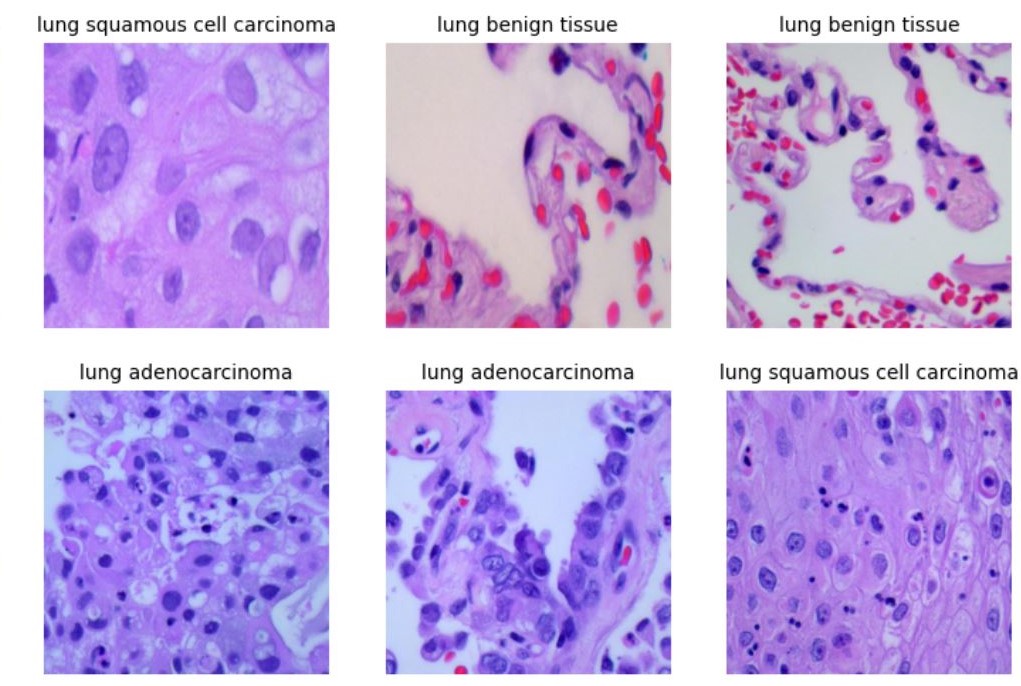 lung squamous cell carcinoma
lung benign tissue
lung benign tissue
lung adenocarcinoma
lung adenocarcinoma
lung squamous cell carcinoma